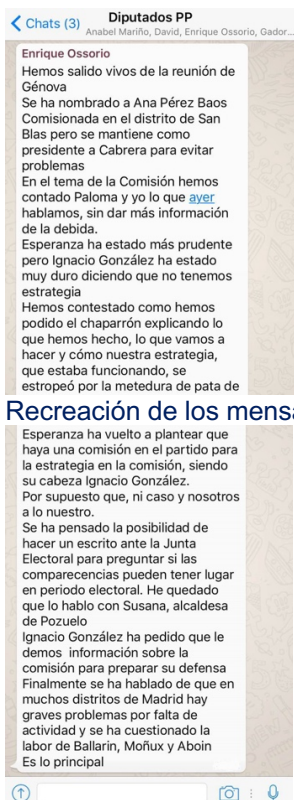 Chats (3)
Diputados PP
Anabel Mariño, David, Enrique Ossorio, Gador...
Enrique Ossorio
Hemos salido vivos de la reunión de
Génova
Se ha nombrado a Ana Pérez Baos
Comisionada en el distrito de San
Blas pero se mantiene como
presidente a Cabrera para evitar
problemas
En el tema de la Comisión hemos
contado Paloma y yo lo que ayer
hablamos, sin dar más información
de la debida.
Esperanza ha estado más prudente
pero Ignacio González ha estado
muy duro diciendo que no tenemos
estrategia
Hemos contestado como hemos
podido el chaparrón explicando lo
que hemos hecho, lo que vamos a
hacer y cómo nuestra estrategia,
que estaba funcionando, se
estropeó por la metedura de pata de
Recreación de los mensa
Esperanza ha vuelto a plantear que
haya una comisión en el partido para
la estrategia en la comisión, siendo
su cabeza Ignacio González.
Por supuesto que, ni caso y nosotros
a lo nuestro.
Se ha pensado la posibilidad de
hacer un escrito ante la Junta
Electoral para preguntar si las
comparecencias pueden tener lugar
en periodo electoral. He quedado
que lo hablo con Susana, alcaldesa
de Pozuelo
Ignacio González ha pedido que le
demos información sobre la
comisión para preparar su defensa
Finalmente se ha hablado de que en
muchos distritos de Madrid hay
graves problemas por falta de
actividad y se ha cuestionado la
labor de Ballarin, Moñux y Aboin
Es lo principal